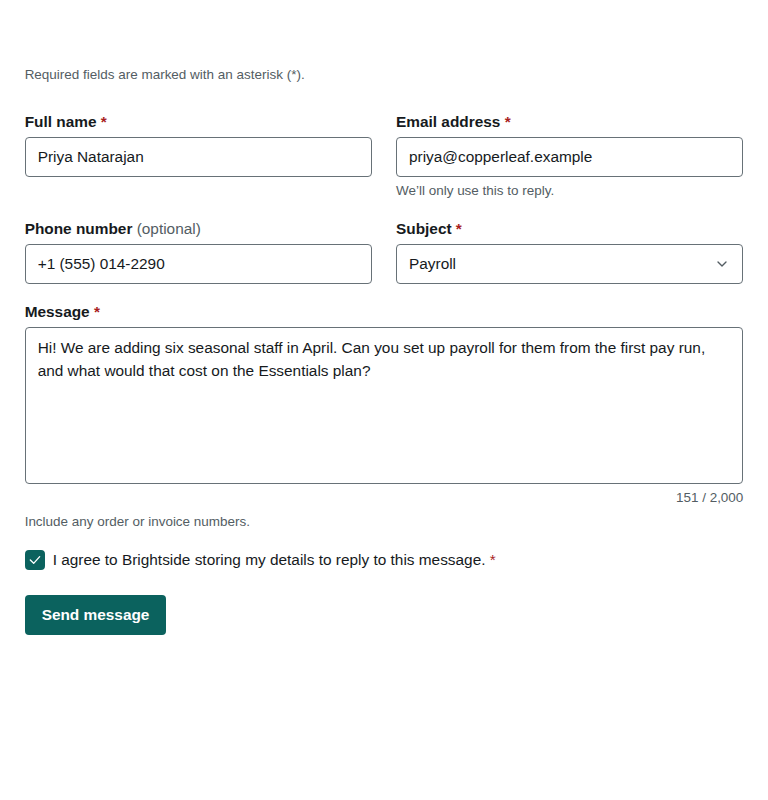 Required fields are marked with an asterisk (*).
Full name *
Email address *
Priya Natarajan
priya@copperleaf.example
We’ll only use this to reply.
Phone number (optional)
Subject *
+1 (555) 014-2290
Payroll
Message *
Hi! We are adding six seasonal staff in April. Can you set up payroll for them from the first pay run,
and what would that cost on the Essentials plan?
151 / 2,000
Include any order or invoice numbers.
I agree to Brightside storing my details to reply to this message. *
Send message